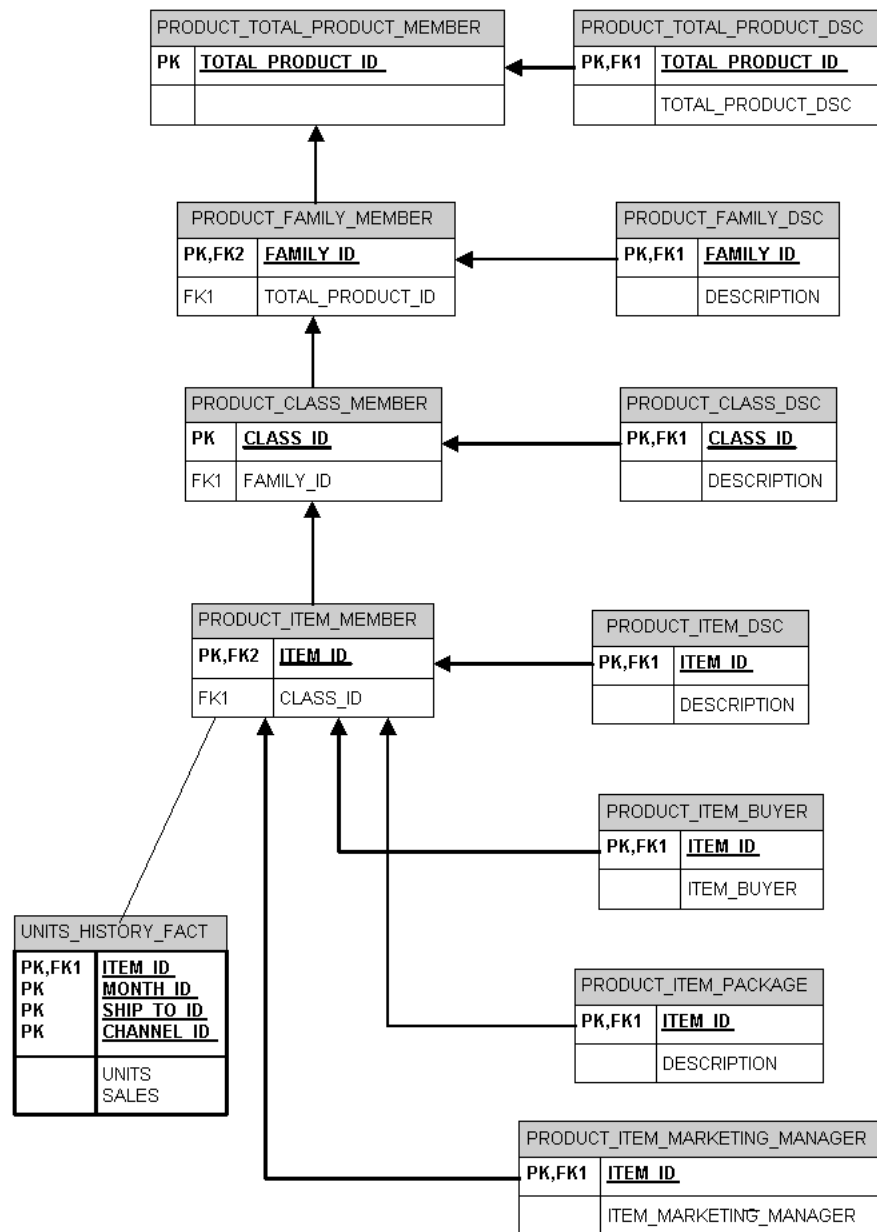 PRODUCT_TOTAL_PRODUCT_MEMBER
PK TOTAL_PRODUCT_ID
PRODUCT_TOTAL_PRODUCT_DSC
PK,FK1 TOTAL_PRODUCT_ID
TOTAL_PRODUCT_DSC
PRODUCT_FAMILY_MEMBER
PK,FK2 FAMILY_ID
FK1 TOTAL_PRODUCT_ID
PRODUCT_FAMILY_DSC
PK,FK1 FAMILY_ID
DESCRIPTION
PRODUCT_CLASS_MEMBER
PK CLASS_ID
FK1 FAMILY_ID
PRODUCT_CLASS_DSC
PK,FK1 CLASS_ID
DESCRIPTION
PRODUCT_ITEM_MEMBER
PK,FK2 ITEM_ID
FK1 CLASS_ID
PRODUCT_ITEM_DSC
PK,FK1 ITEM_ID
DESCRIPTION
PRODUCT_ITEM_BUYER
PK,FK1 ITEM_ID
ITEM_BUYER
UNITS_HISTORY_FACT
PK,FK1 ITEM_ID
PK MONTH_ID
PK SHIP_TO_ID
PK CHANNEL_ID
UNITS
SALES
PRODUCT_ITEM_PACKAGE
PK,FK1 ITEM_ID
DESCRIPTION
PRODUCT_ITEM_MARKETING_MANAGER
PK,FK1 ITEM_ID
ITEM_MARKETING_MANAGER